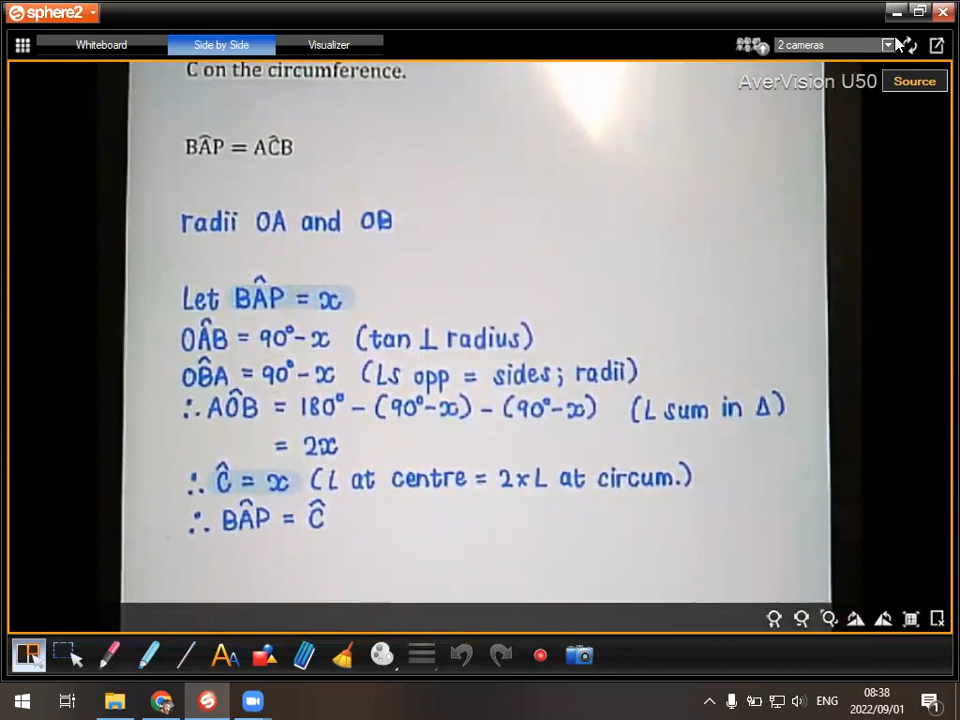 sphere2
Whiteboard Side by Side Visualizer
2 cameras
AverVision U50 Source
C on the circumference.
BÂP = AĈB
radii OA and OB
Let BÂP = x
OÂB = 90° - x (tan ⊥ radius)
OB̂A = 90° - x (Ls opp = sides; radii)
∴ AÔB = 180° - (90° - x) - (90° - x) (L sum in Δ)
= 2x
∴ Ĉ = x (L at centre = 2×L at circum.)
∴ BÂP = Ĉ
ENG
08:38
2022/09/01
1